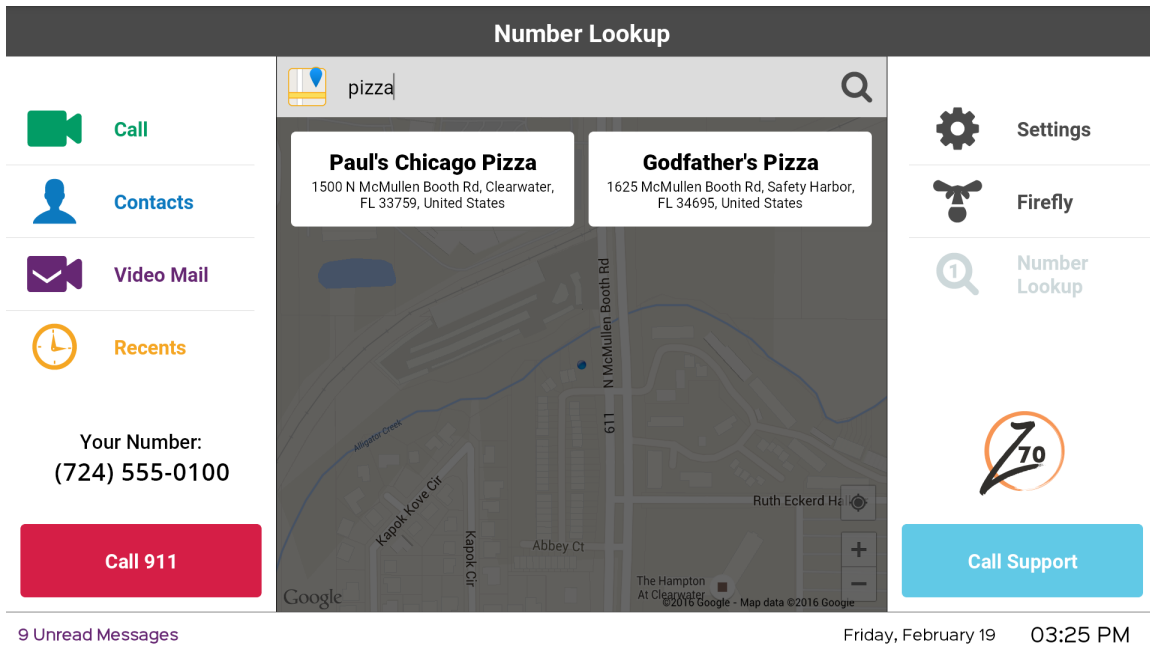 Number Lookup
pizza
Call
Contacts
Video Mail
Recents
Your Number:
(724) 555-0100
Call 911
Paul's Chicago Pizza
1500 N McMullen Booth Rd, Clearwater,
FL 33759, United States
Godfather's Pizza
1625 McMullen Booth Rd, Safety Harbor,
FL 34695, United States
N McMullen Booth Rd
611
Alligator Creek
Kapok Kove Cir
Kapok Cir
Abbey Ct
Ruth Eckerd Hall
The Hampton
At Clearwater
Google
©2016 Google - Map data ©2016 Google
+
−
Settings
Firefly
1
Number
Lookup
Z70
Call Support
9 Unread Messages
Friday, February 19
03:25 PM